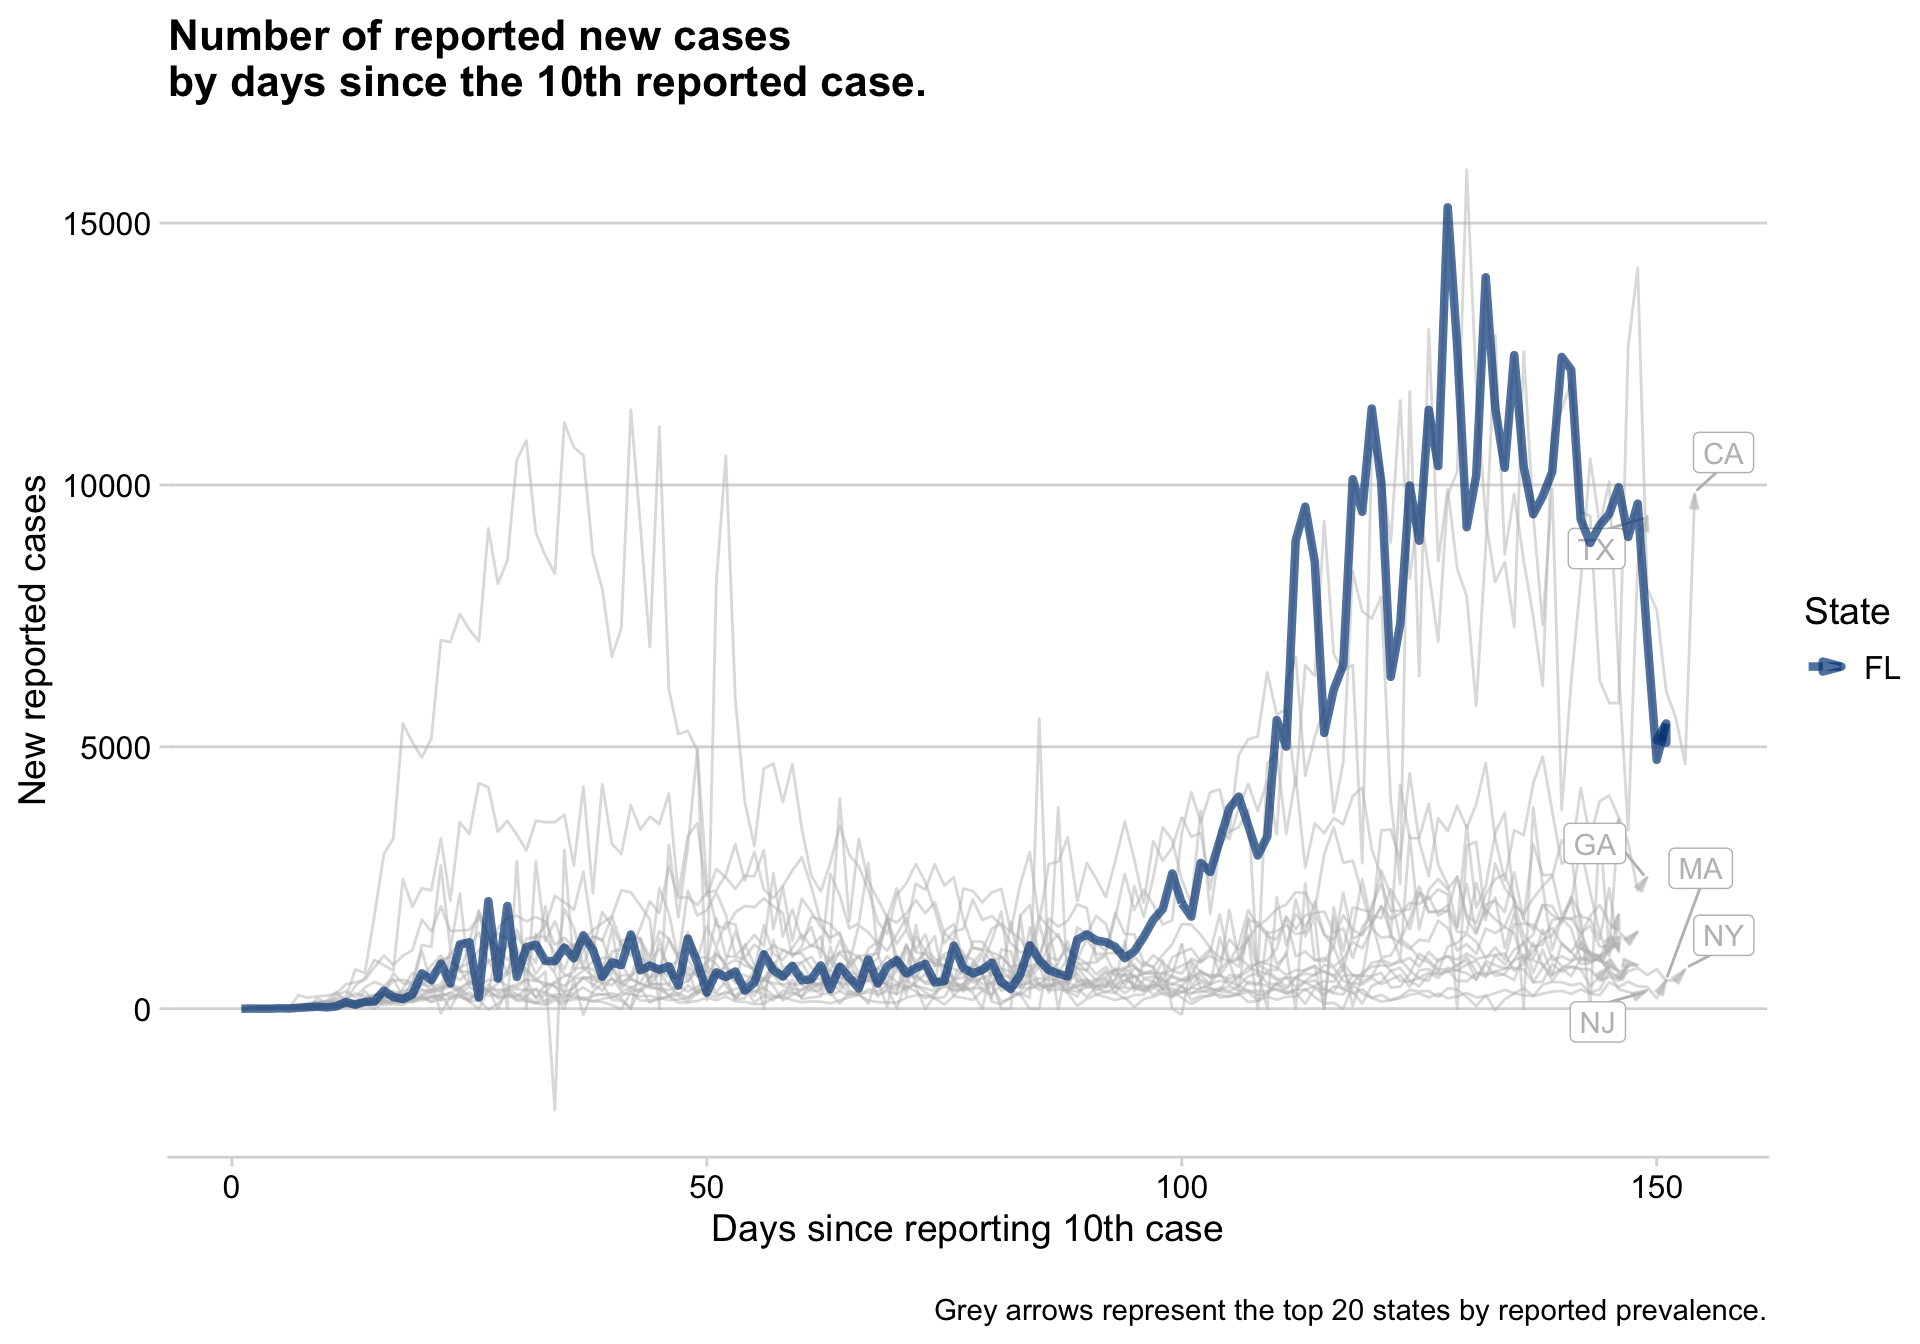 Number of reported new cases
by days since the 10th reported case.
New reported cases
15000
10000
5000
0
CA
TX
GA
MA
NY
NJ
State
FL
0 50 100 150
Days since reporting 10th case
Grey arrows represent the top 20 states by reported prevalence.